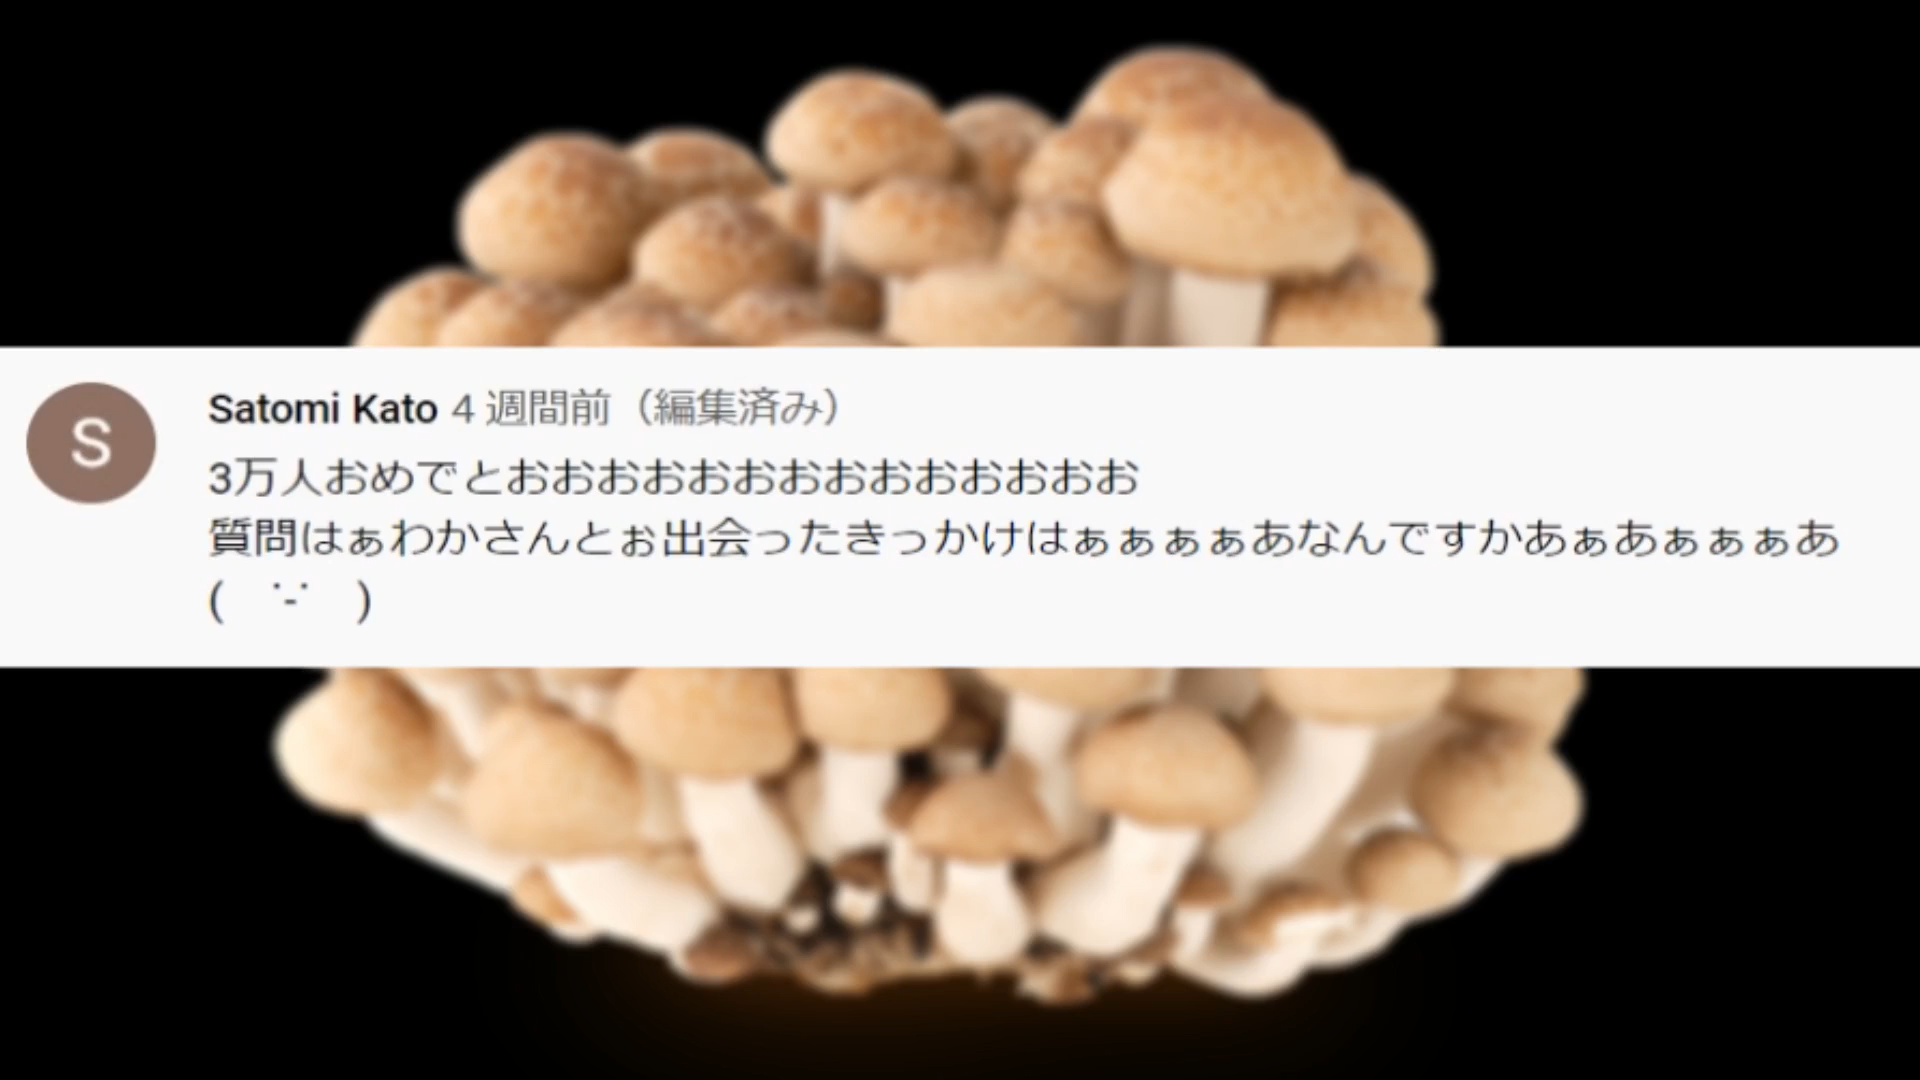 S
Satomi Kato 4 週間前（編集済み）
3万人おめでとおおおおおおおおおおおおおお
質問はぁわかさんとぉ出会ったきっかけはぁぁぁぁあなんですかあぁあぁぁぁあ
(　˙-˙　)